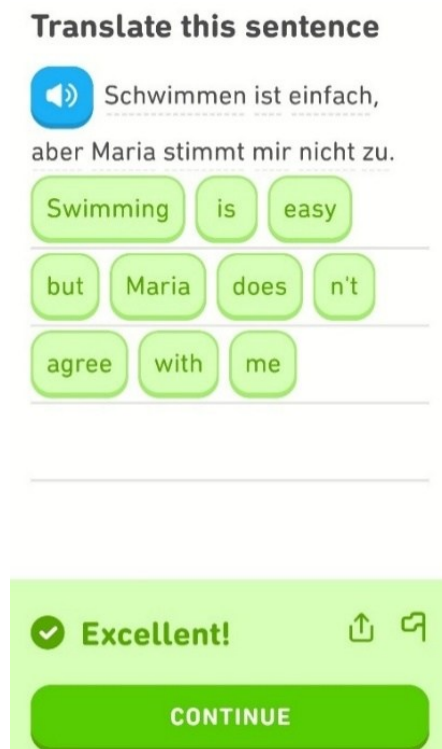 Translate this sentence
Schwimmen ist einfach,
aber Maria stimmt mir nicht zu.
Swimming is easy
but Maria does n't
agree with me
Excellent!
CONTINUE